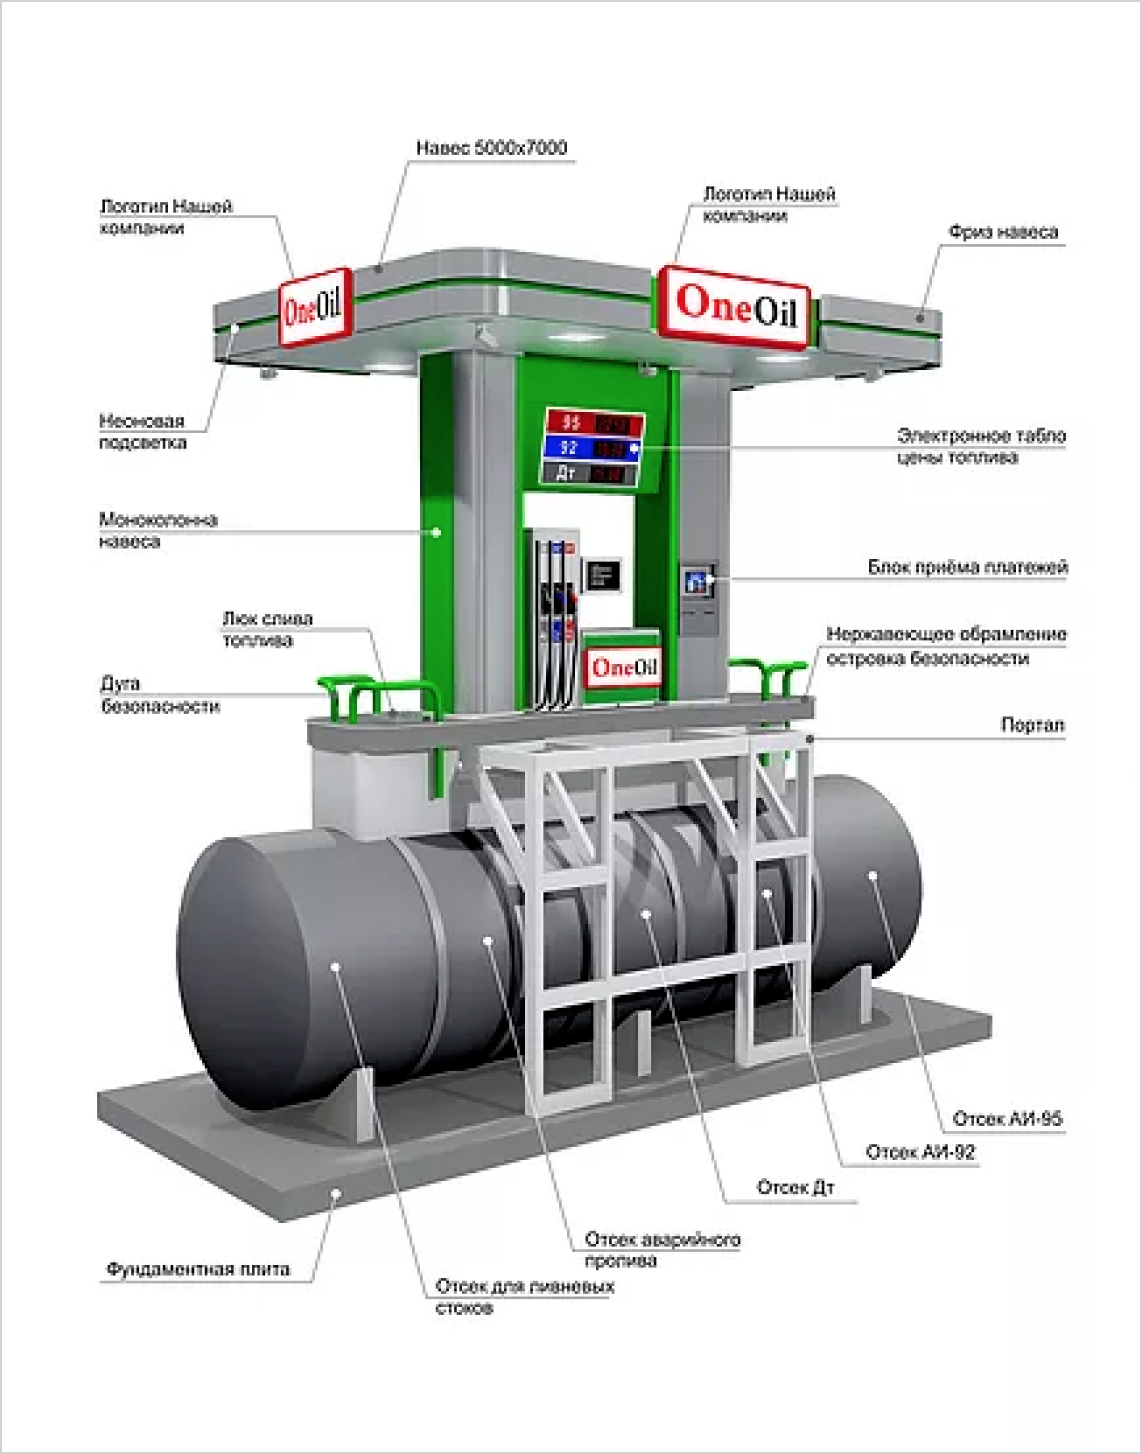 Навес 5000х7000
Логотип Нашей
компании
Логотип Нашей
компании
Фриз навеса
OneOil
OneOil
Неоновая
подсветка
95
92
Дт
Электронное табло
цены топлива
Моноколонна
навеса
Блок приёма платежей
Люк слива
топлива
Нержавеющее обрамление
островка безопасности
OneOil
Дуга
безопасности
Портал
Отсек АИ-95
Отсек АИ-92
Отсек Дт
Отсек аварийного
пролива
Фундаментная плита
Отсек для ливневых
стоков